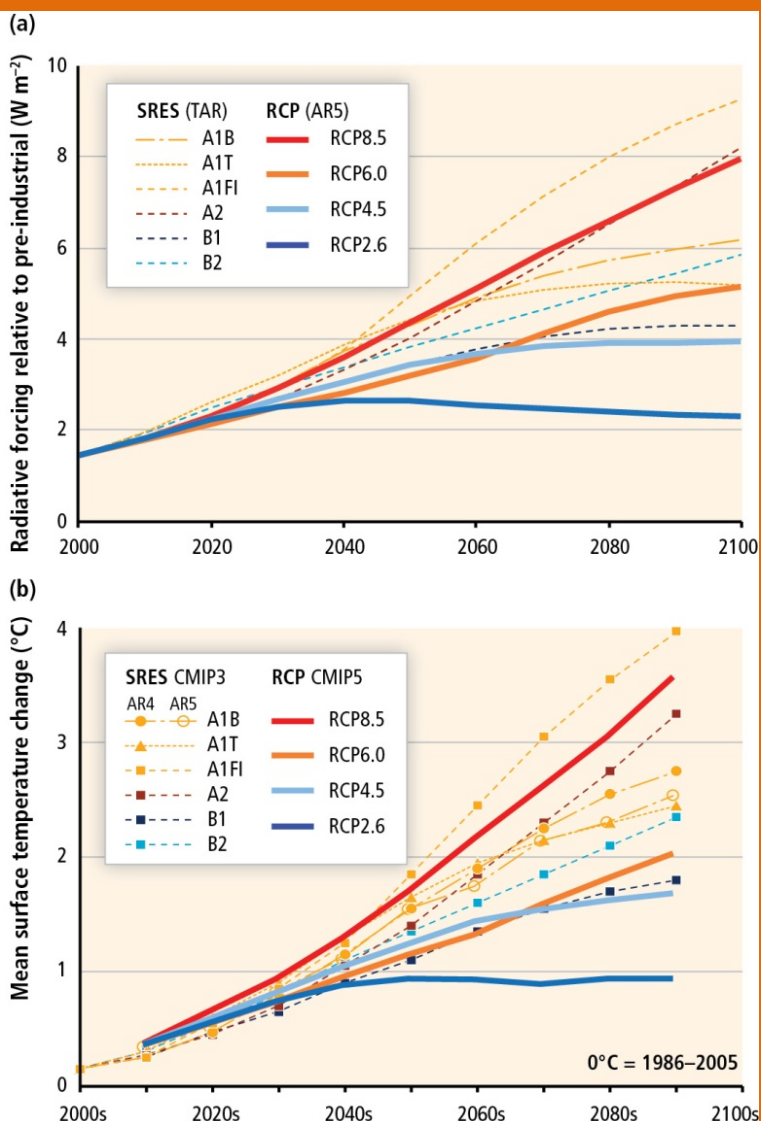 (a)
Radiative forcing relative to pre-industrial (W m⁻²)
10
8
6
4
2
0
SRES (TAR)
A1B
A1T
A1FI
A2
B1
B2
RCP (AR5)
RCP8.5
RCP6.0
RCP4.5
RCP2.6
2000
2020
2040
2060
2080
2100
(b)
Mean surface temperature change (°C)
4
3
2
1
0
SRES CMIP3
AR4 AR5
A1B
A1T
A1FI
A2
B1
B2
RCP CMIP5
RCP8.5
RCP6.0
RCP4.5
RCP2.6
0°C = 1986–2005
2000s
2020s
2040s
2060s
2080s
2100s